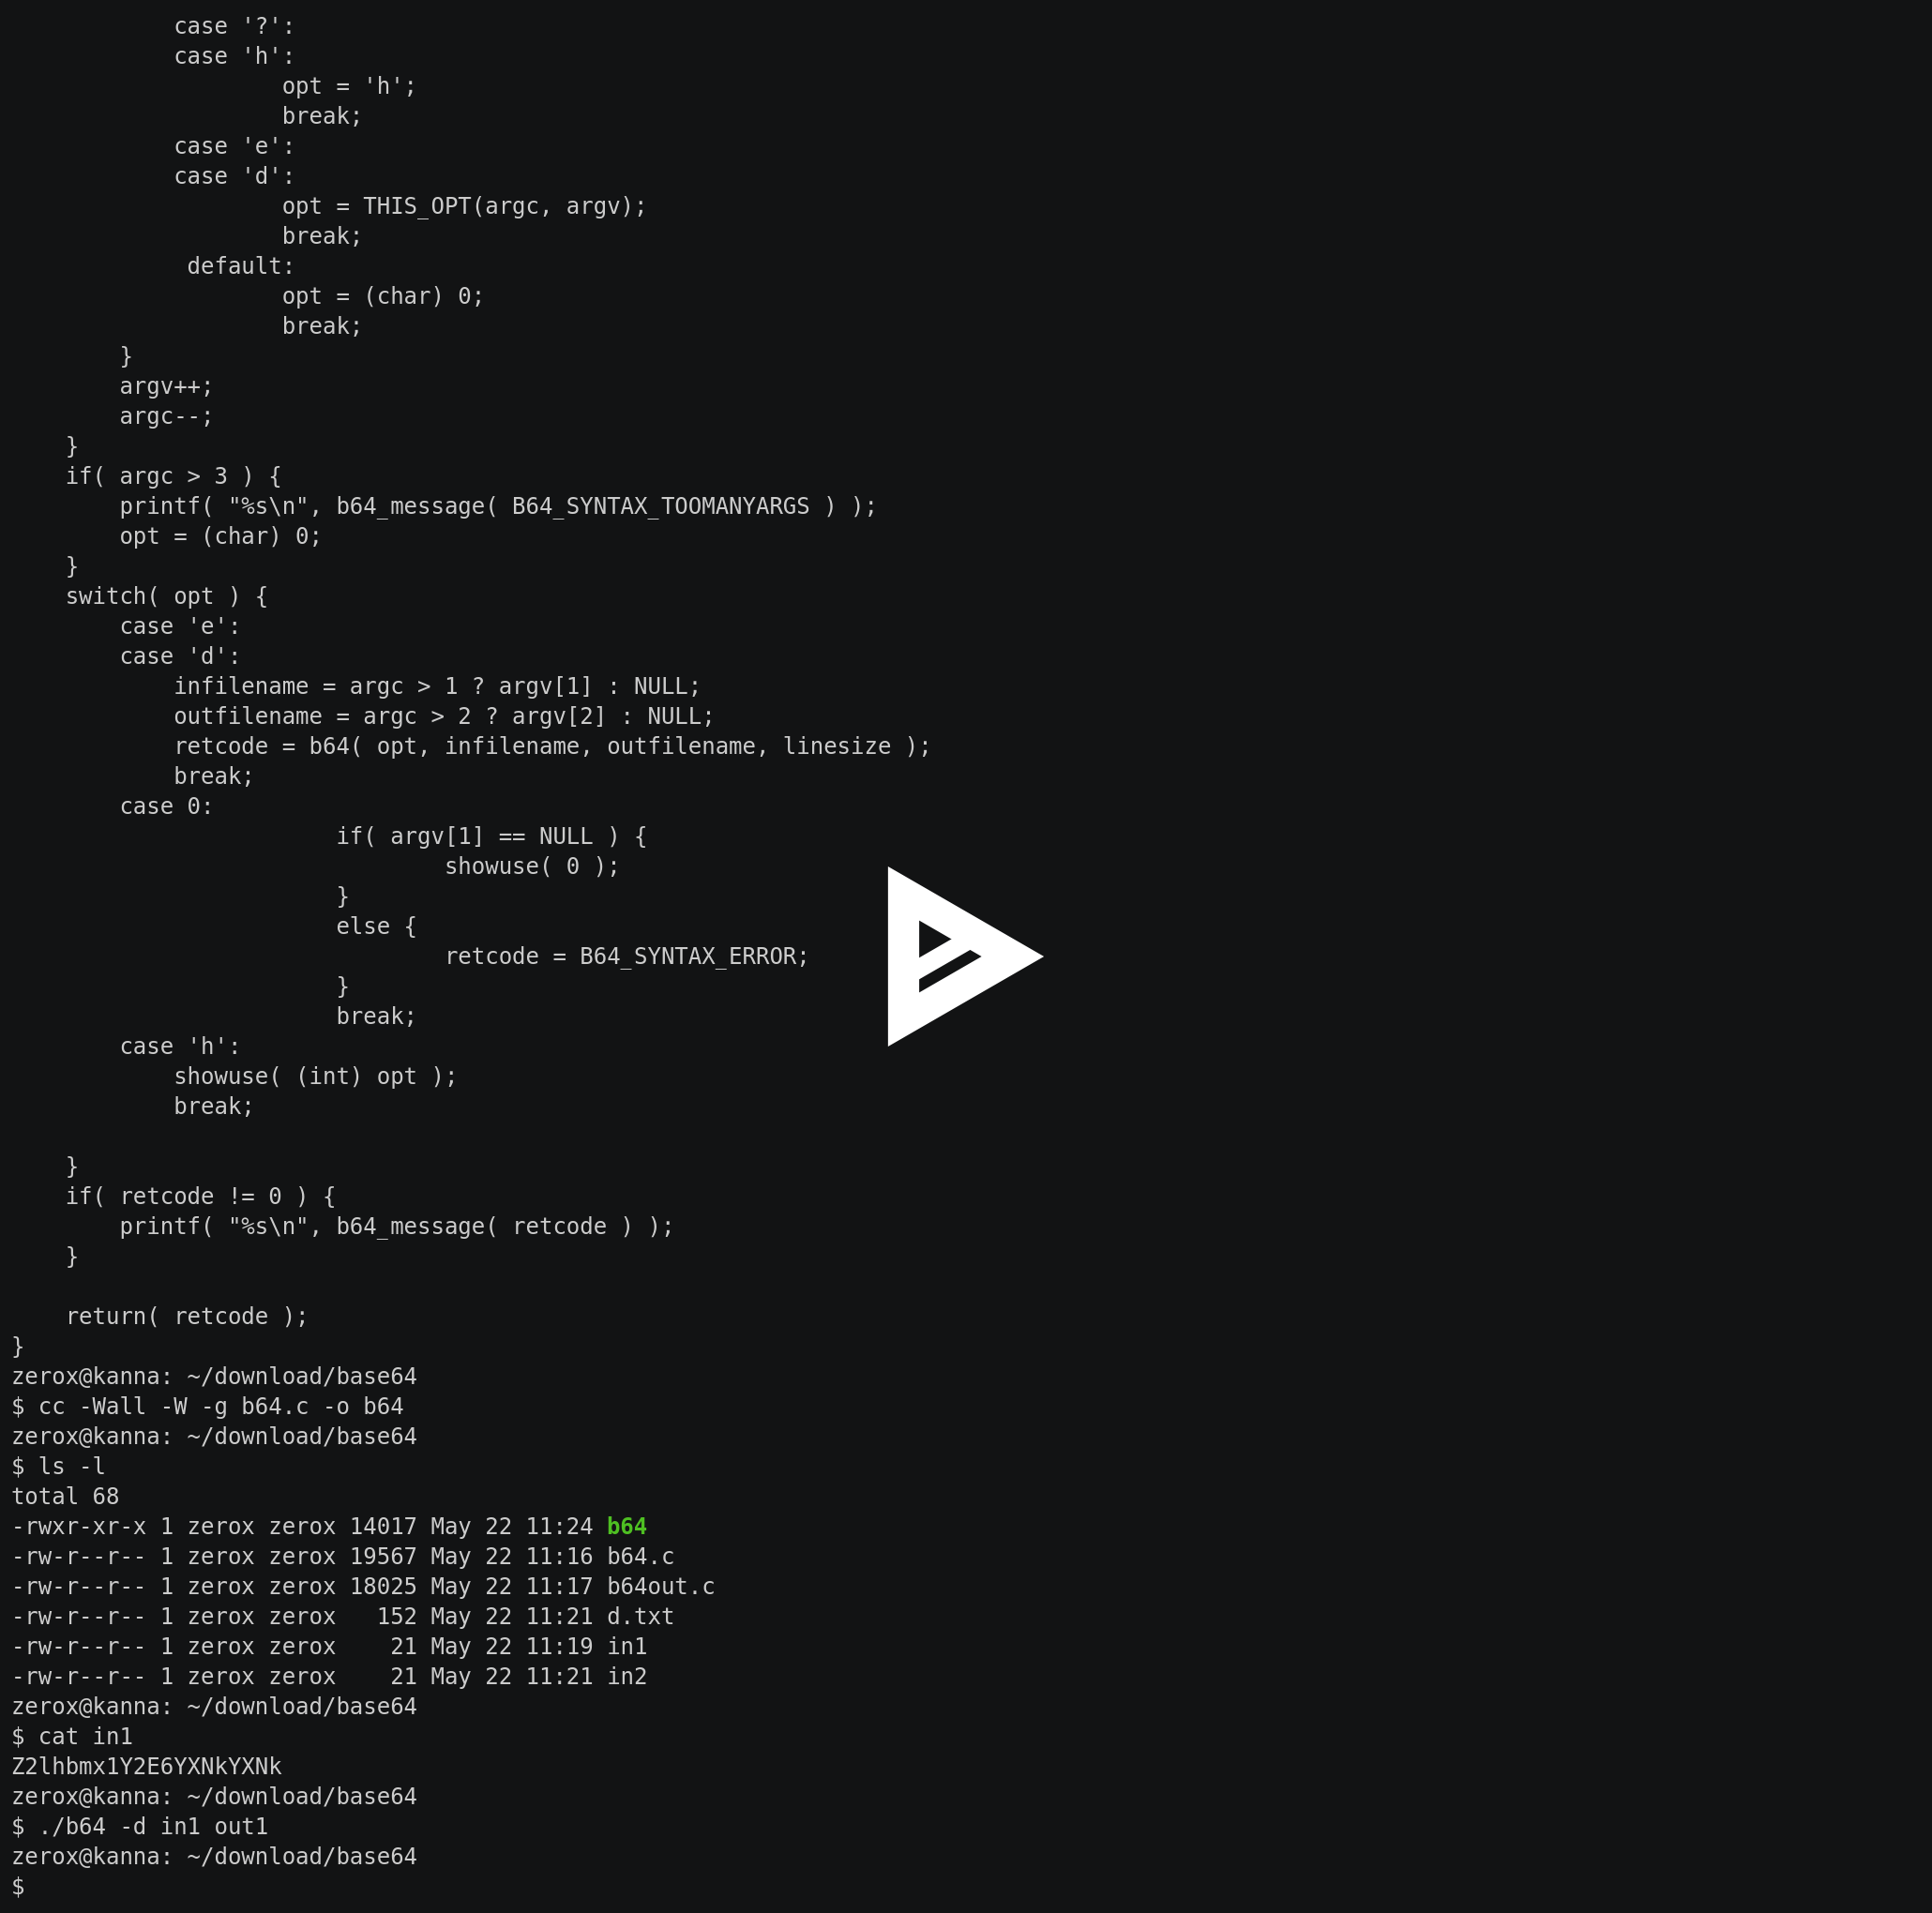 case '?':
            case 'h':
                    opt = 'h';
                    break;
            case 'e':
            case 'd':
                    opt = THIS_OPT(argc, argv);
                    break;
             default:
                    opt = (char) 0;
                    break;
        }
        argv++;
        argc--;
    }
    if( argc > 3 ) {
        printf( "%s\n", b64_message( B64_SYNTAX_TOOMANYARGS ) );
        opt = (char) 0;
    }
    switch( opt ) {
        case 'e':
        case 'd':
            infilename = argc > 1 ? argv[1] : NULL;
            outfilename = argc > 2 ? argv[2] : NULL;
            retcode = b64( opt, infilename, outfilename, linesize );
            break;
        case 0:
                        if( argv[1] == NULL ) {
                                showuse( 0 );
                        }
                        else {
                                retcode = B64_SYNTAX_ERROR;
                        }
                        break;
        case 'h':
            showuse( (int) opt );
            break;

    }
    if( retcode != 0 ) {
        printf( "%s\n", b64_message( retcode ) );
    }

    return( retcode );
}
zerox@kanna: ~/download/base64
$ cc -Wall -W -g b64.c -o b64
zerox@kanna: ~/download/base64
$ ls -l
total 68
-rwxr-xr-x 1 zerox zerox 14017 May 22 11:24 b64
-rw-r--r-- 1 zerox zerox 19567 May 22 11:16 b64.c
-rw-r--r-- 1 zerox zerox 18025 May 22 11:17 b64out.c
-rw-r--r-- 1 zerox zerox   152 May 22 11:21 d.txt
-rw-r--r-- 1 zerox zerox    21 May 22 11:19 in1
-rw-r--r-- 1 zerox zerox    21 May 22 11:21 in2
zerox@kanna: ~/download/base64
$ cat in1
Z2lhbmx1Y2E6YXNkYXNk
zerox@kanna: ~/download/base64
$ ./b64 -d in1 out1
zerox@kanna: ~/download/base64
$